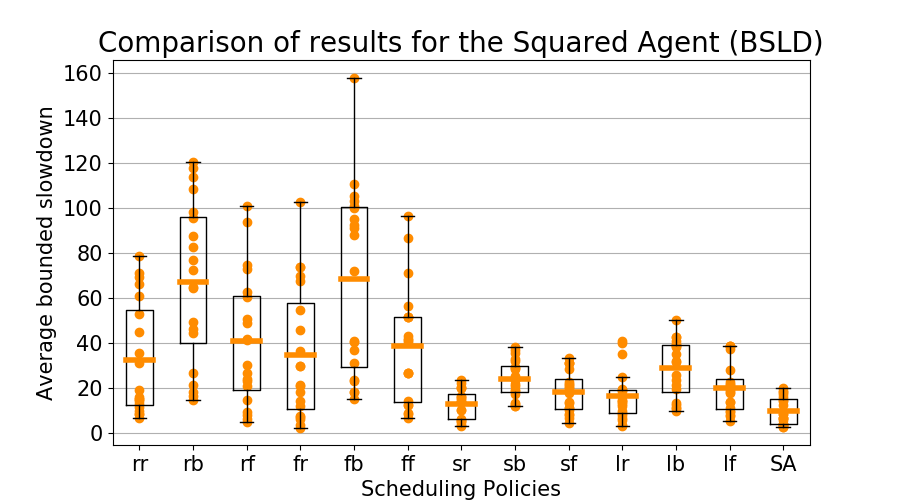 Comparison of results for the Squared Agent (BSLD)
Average bounded slowdown
160
140
120
100
80
60
40
20
0
rr rb rf fr fb ff sr sb sf lr lb lf SA
Scheduling Policies